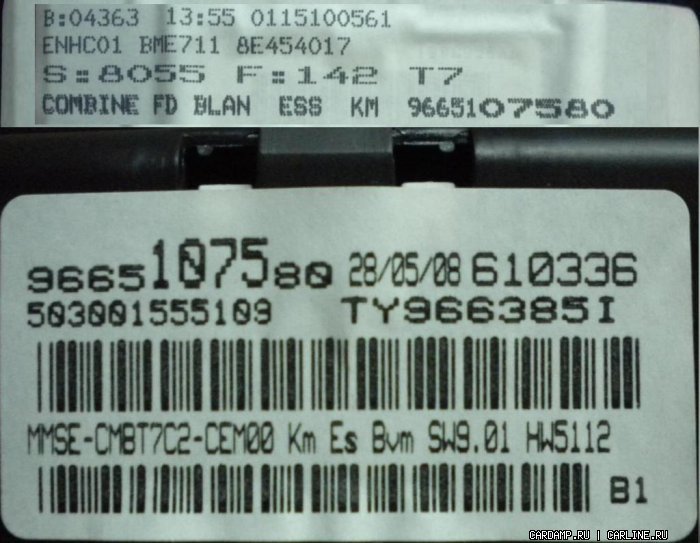 B:04363 13:55 0115100561
ENHC01 BME711 8E454017
S:8055 F:142 T7
COMBINE FD BLAN ESS KM 9665107580
9665107580 28/05/08 610336
503001555109 TY966385I
MMSE-CM8T7C2-CEM00 Km Es Bvm SW9.01 HW5112
B1
CARDAMP.RU | CARLINE.RU